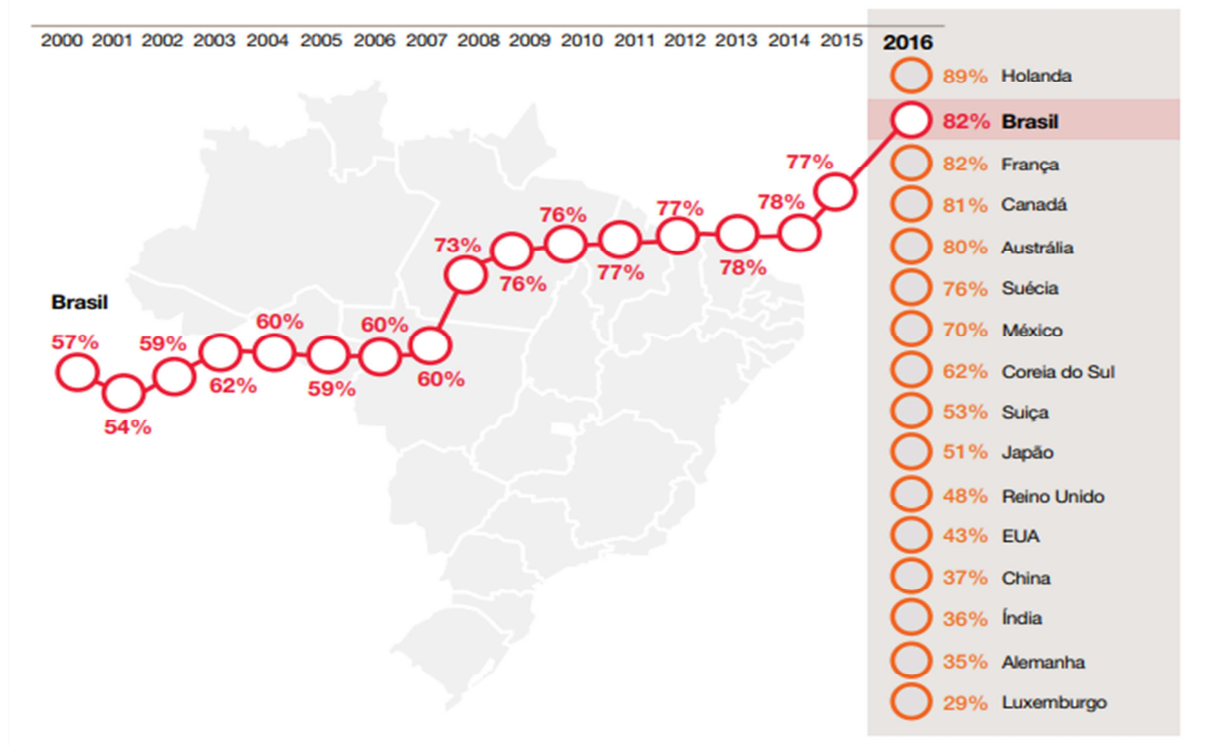 2000 2001 2002 2003 2004 2005 2006 2007 2008 2009 2010 2011 2012 2013 2014 2015 2016
89% Holanda
82% Brasil
82% França
81% Canadá
80% Austrália
76% Suécia
70% México
62% Coreia do Sul
53% Suiça
51% Japão
48% Reino Unido
43% EUA
37% China
36% Índia
35% Alemanha
29% Luxemburgo
Brasil
57%
54%
59%
62%
60%
59%
60%
60%
73%
76%
76%
77%
77%
78%
78%
77%